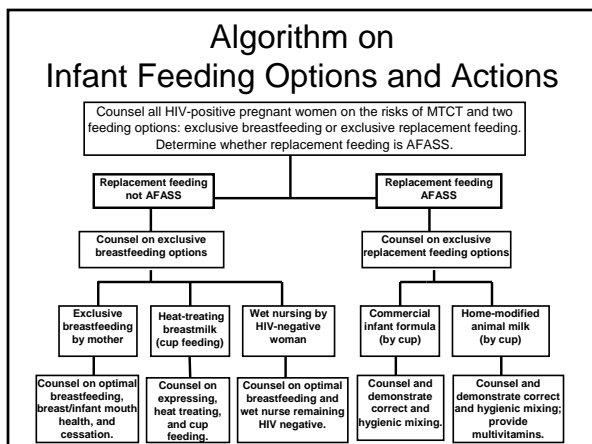 Algorithm on
Infant Feeding Options and Actions
Counsel all HIV-positive pregnant women on the risks of MTCT and two
feeding options: exclusive breastfeeding or exclusive replacement feeding.
Determine whether replacement feeding is AFASS.
Replacement feeding
not AFASS
Replacement feeding
AFASS
Counsel on exclusive
breastfeeding options
Counsel on exclusive
replacement feeding options
Exclusive
breastfeeding
by mother
Heat-treating
breastmilk
(cup feeding)
Wet nursing by
HIV-negative
woman
Commercial
infant formula
(by cup)
Home-modified
animal milk
(by cup)
Counsel on optimal
breastfeeding,
breast/infant mouth
health, and
cessation.
Counsel on
expressing,
heat treating,
and cup
feeding.
Counsel on optimal
breastfeeding and
wet nurse remaining
HIV negative.
Counsel and
demonstrate
correct and
hygienic mixing.
Counsel and
demonstrate correct
and hygienic mixing;
provide
multivitamins.